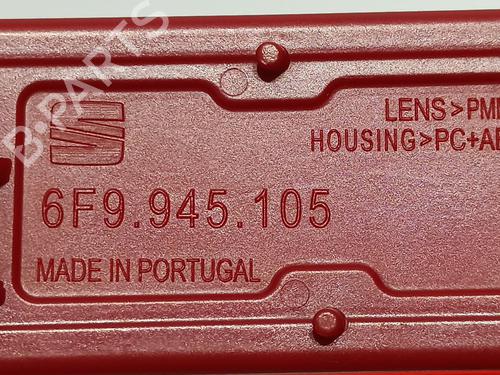 B-PARTS
LENS>PM
HOUSING>PC+A
6F9.945.105
MADE IN PORTUGAL